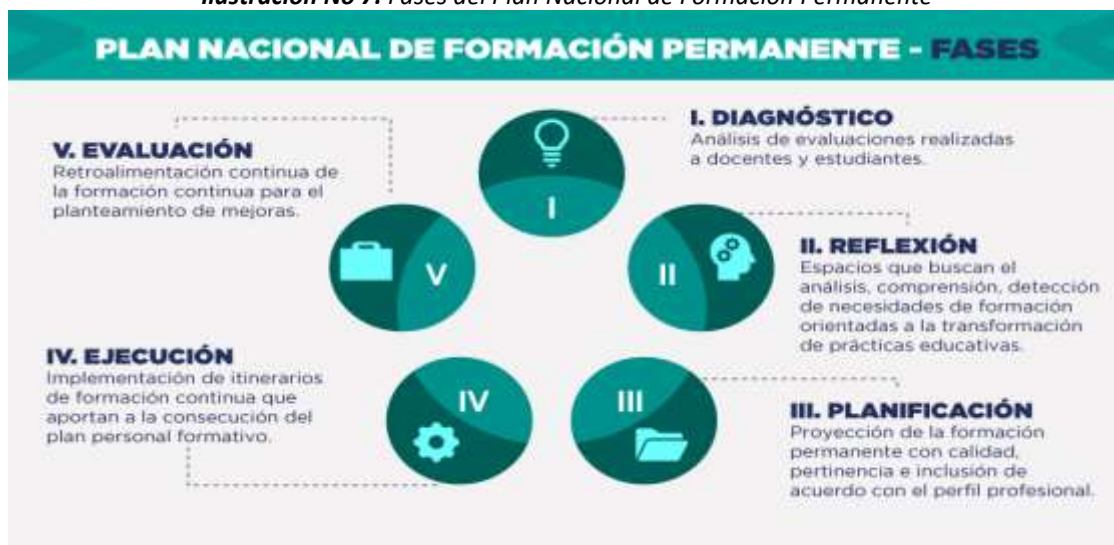 Ilustración No 7. Fases del Plan Nacional de Formación Permanente
PLAN NACIONAL DE FORMACIÓN PERMANENTE - FASES
I. DIAGNÓSTICO
Análisis de evaluaciones realizadas
a docentes y estudiantes.
I
II. REFLEXIÓN
Espacios que buscan el
análisis, comprensión, detección
de necesidades de formación
orientadas a la transformación
de prácticas educativas.
II
III. PLANIFICACIÓN
Proyección de la formación
permanente con calidad,
pertinencia e inclusión de
acuerdo con el perfil profesional.
III
IV. EJECUCIÓN
Implementación de itinerarios
de formación continua que
aportan a la consecución del
plan personal formativo.
IV
V. EVALUACIÓN
Retroalimentación continua de
la formación continua para el
planteamiento de mejoras.
V